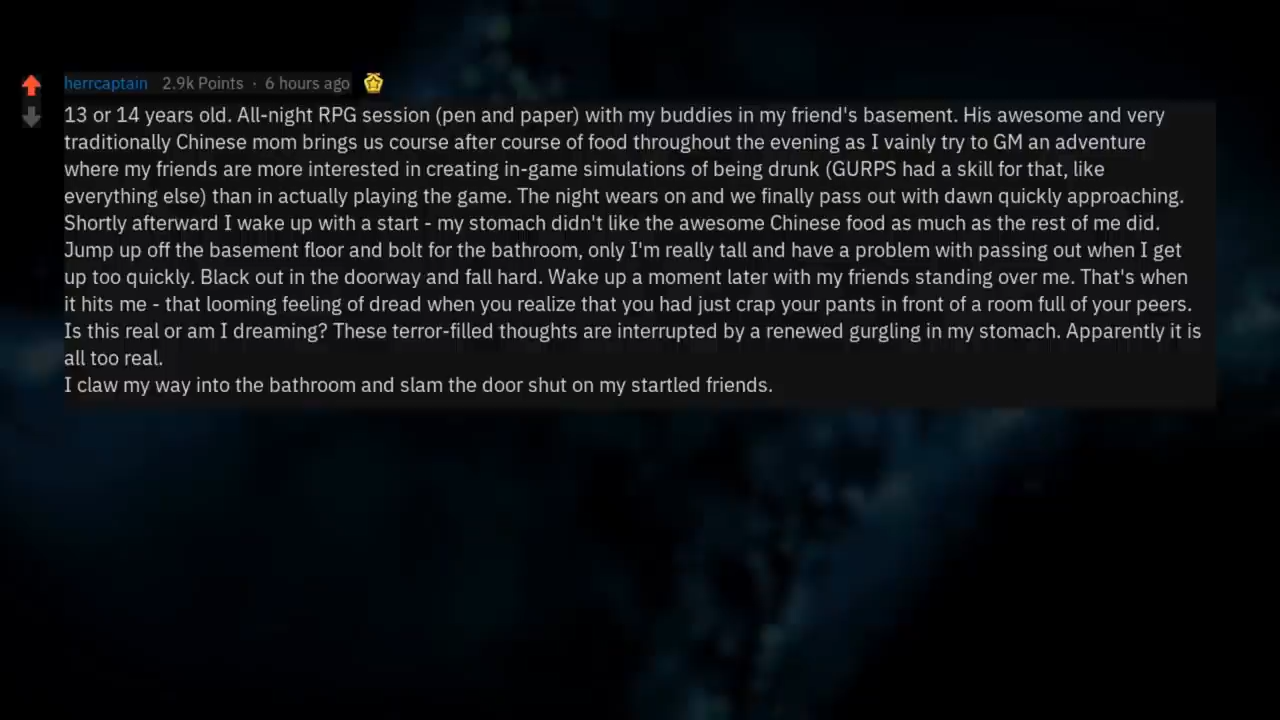 herrcaptain 2.9k Points · 6 hours ago
13 or 14 years old. All-night RPG session (pen and paper) with my buddies in my friend's basement. His awesome and very
traditionally Chinese mom brings us course after course of food throughout the evening as I vainly try to GM an adventure
where my friends are more interested in creating in-game simulations of being drunk (GURPS had a skill for that, like
everything else) than in actually playing the game. The night wears on and we finally pass out with dawn quickly approaching.
Shortly afterward I wake up with a start - my stomach didn't like the awesome Chinese food as much as the rest of me did.
Jump up off the basement floor and bolt for the bathroom, only I'm really tall and have a problem with passing out when I get
up too quickly. Black out in the doorway and fall hard. Wake up a moment later with my friends standing over me. That's when
it hits me - that looming feeling of dread when you realize that you had just crap your pants in front of a room full of your peers.
Is this real or am I dreaming? These terror-filled thoughts are interrupted by a renewed gurgling in my stomach. Apparently it is
all too real.
I claw my way into the bathroom and slam the door shut on my startled friends.